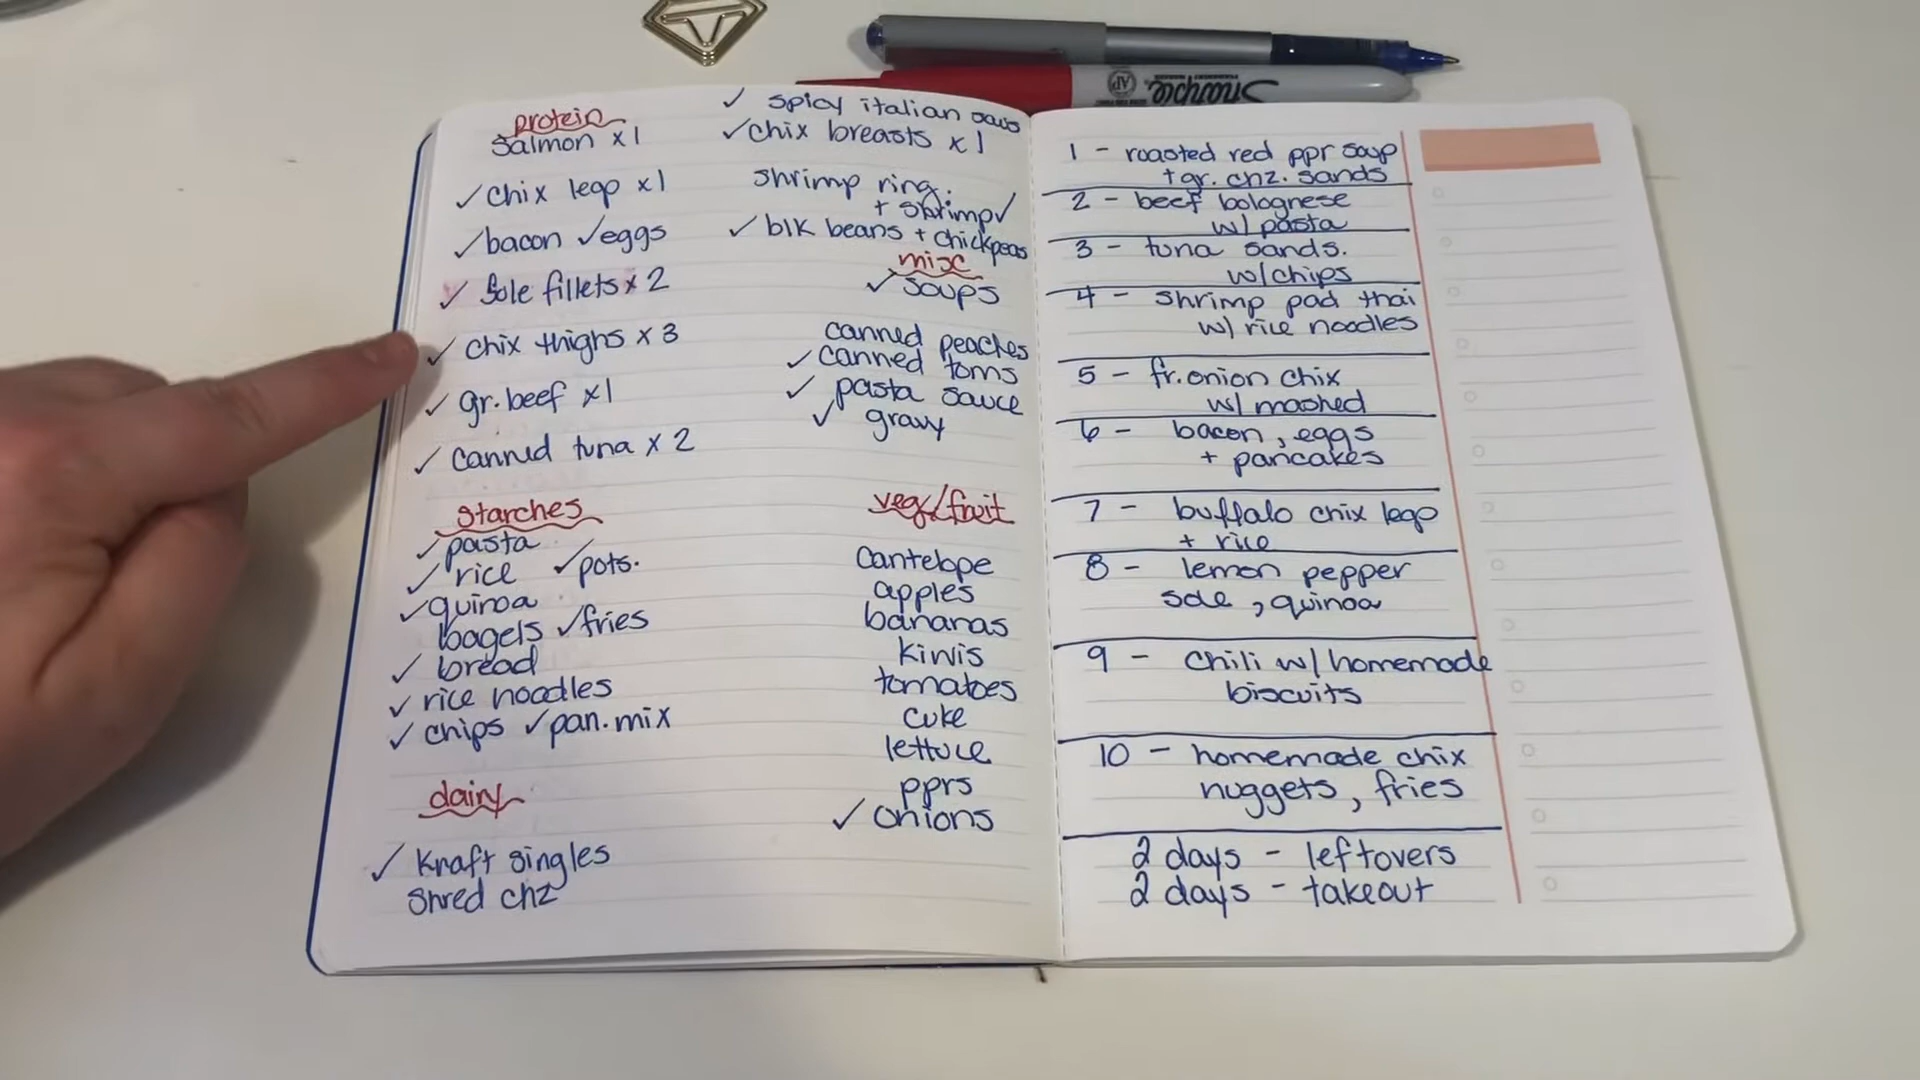 protein
salmon x1
✓ chix legs x1
✓ bacon ✓ eggs
✓ Sole fillets x 2
✓ chix thighs x 3
✓ gr. beef x1
✓ canned tuna x 2
✓ spicy italian saus
✓ chix breasts x 1
shrimp ring.
+ shrimp ✓
✓ blk beans + chickpeas
misc
✓ soups
canned peaches
✓ canned toms
✓ pasta sauce
✓ gravy
starches
✓ pasta
✓ rice ✓ pots.
✓ quinoa
bagels ✓ fries
✓ bread
✓ rice noodles
✓ chips ✓ pan. mix
dairy
✓ Kraft singles
Shred chz
veg/fruit
Cantelope
apples
bananas
kiwis
tomatoes
cuke
lettuce
pprs
✓ onions
1 - roasted red ppr soup
+ gr. chz. sands
2 - beef bolognese
w/ pasta
3 - tuna sands.
w/chips
4 - shrimp pad thai
w/ rice noodles
5 - fr. onion chix
w/ mashed
6 - bacon, eggs
+ pancakes
7 - buffalo chix legs
+ rice
8 - lemon pepper
sole, quinoa
9 - chili w/ homemade
biscuits
10 - homemade chix
nuggets, fries
2 days - leftovers
2 days - takeout
Sharpie
AP